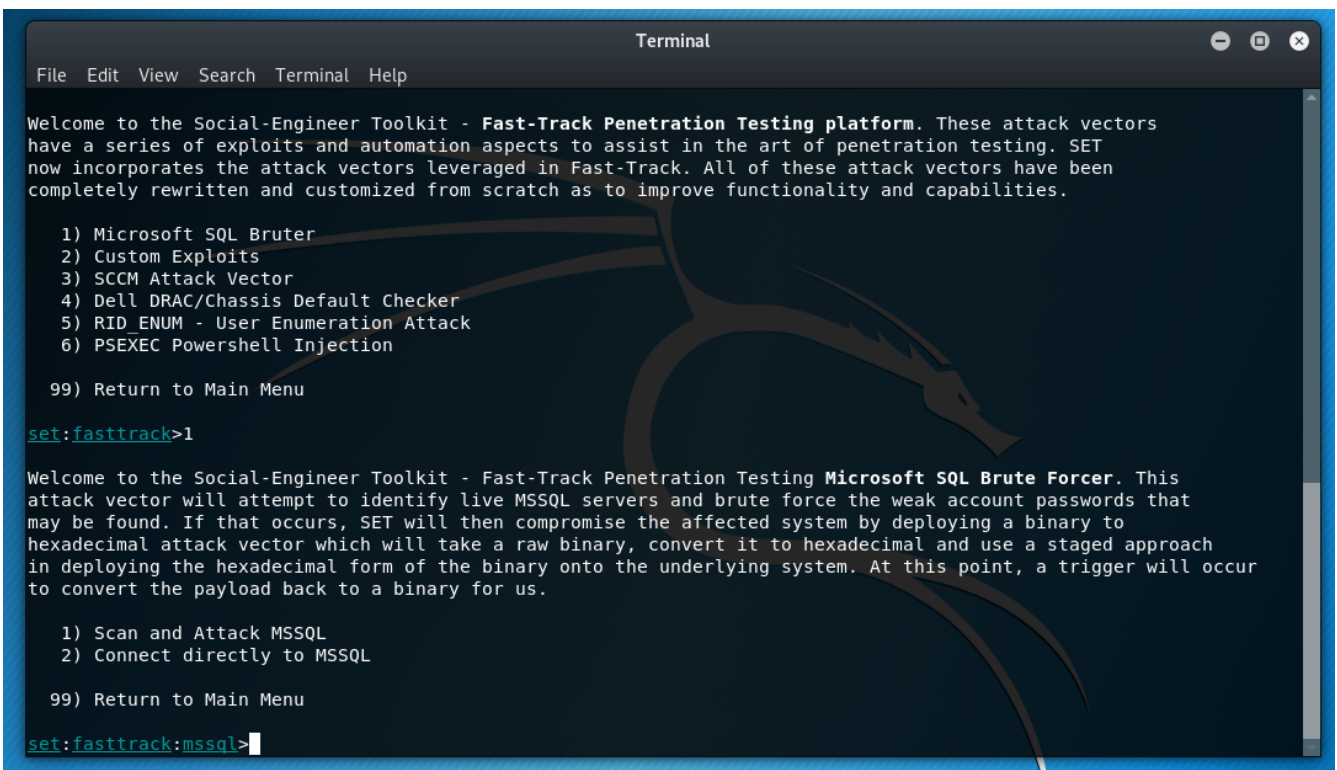 Terminal
File Edit View Search Terminal Help
Welcome to the Social-Engineer Toolkit - Fast-Track Penetration Testing platform. These attack vectors
have a series of exploits and automation aspects to assist in the art of penetration testing. SET
now incorporates the attack vectors leveraged in Fast-Track. All of these attack vectors have been
completely rewritten and customized from scratch as to improve functionality and capabilities.
1) Microsoft SQL Bruter
2) Custom Exploits
3) SCCM Attack Vector
4) Dell DRAC/Chassis Default Checker
5) RID_ENUM - User Enumeration Attack
6) PSEXEC Powershell Injection
99) Return to Main Menu
set:fasttrack>1
Welcome to the Social-Engineer Toolkit - Fast-Track Penetration Testing Microsoft SQL Brute Forcer. This
attack vector will attempt to identify live MSSQL servers and brute force the weak account passwords that
may be found. If that occurs, SET will then compromise the affected system by deploying a binary to
hexadecimal attack vector which will take a raw binary, convert it to hexadecimal and use a staged approach
in deploying the hexadecimal form of the binary onto the underlying system. At this point, a trigger will occur
to convert the payload back to a binary for us.
1) Scan and Attack MSSQL
2) Connect directly to MSSQL
99) Return to Main Menu
set:fasttrack:mssql>